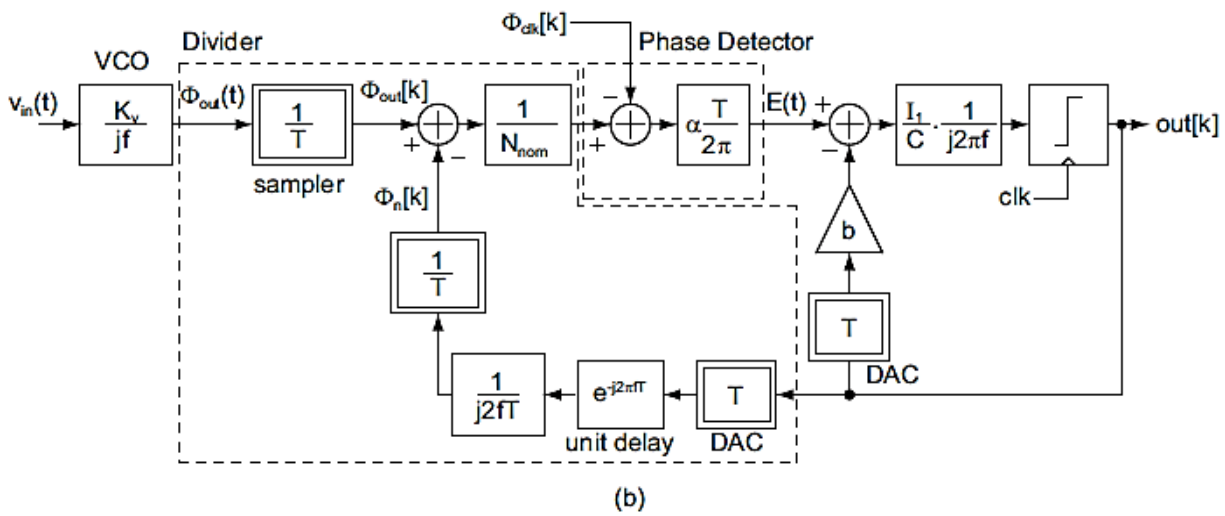 Φclk[k]
Divider
Phase Detector
VCO
vin(t)
Kv
jf
Φout(t)
1
T
sampler
Φout[k]
+
−
1
Nnom
−
+
α T
2π
E(t)
+
−
I1
C
·
1
j2πf
clk
out[k]
Φn[k]
b
1
T
T
DAC
1
j2fT
e-j2πfT
unit delay
T
DAC
(b)